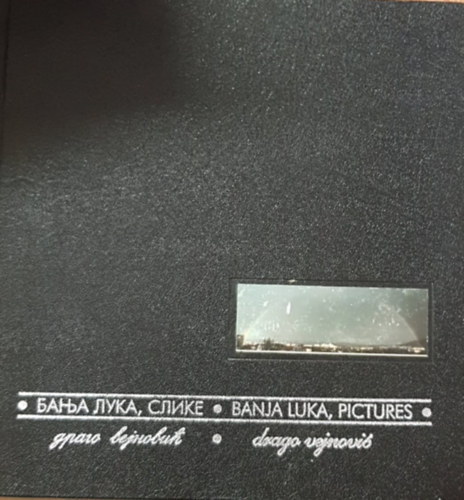 • БАЊА ЛУКА, СЛИКЕ • BANJA LUKA, PICTURES •
драго вејновић • drago vejnović